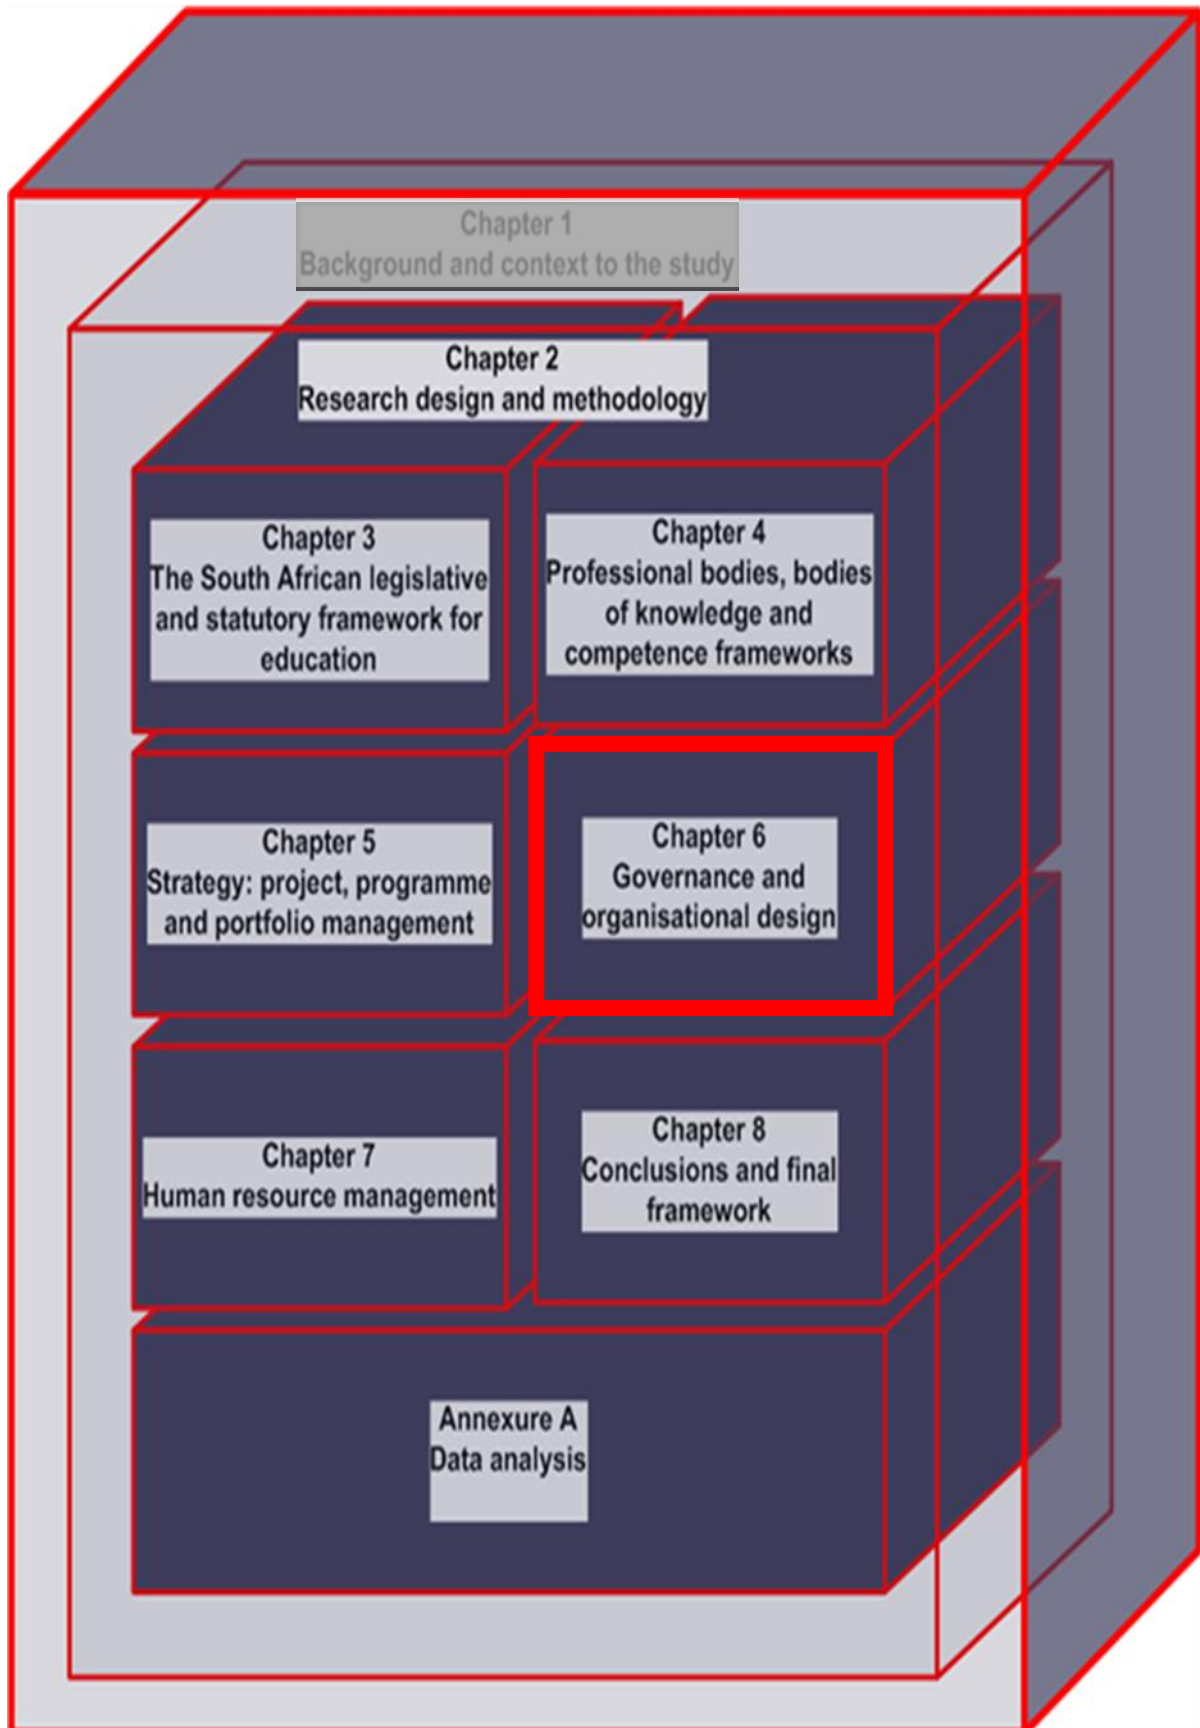 Chapter 1
Background and context to the study
Chapter 2
Research design and methodology
Chapter 3
The South African legislative
and statutory framework for
education
Chapter 4
Professional bodies, bodies
of knowledge and
competence frameworks
Chapter 5
Strategy: project, programme
and portfolio management
Chapter 6
Governance and
organisational design
Chapter 7
Human resource management
Chapter 8
Conclusions and final
framework
Annexure A
Data analysis